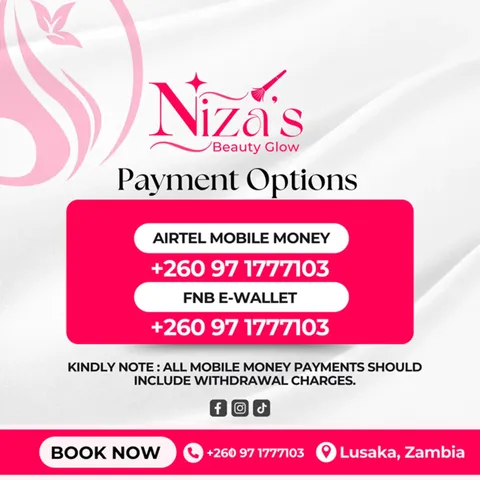 Niza's
Beauty Glow
Payment Options
AIRTEL MOBILE MONEY
+260 97 1777103
FNB E-WALLET
+260 97 1777103
KINDLY NOTE : ALL MOBILE MONEY PAYMENTS SHOULD
INCLUDE WITHDRAWAL CHARGES.
BOOK NOW +260 97 1777103 Lusaka, Zambia